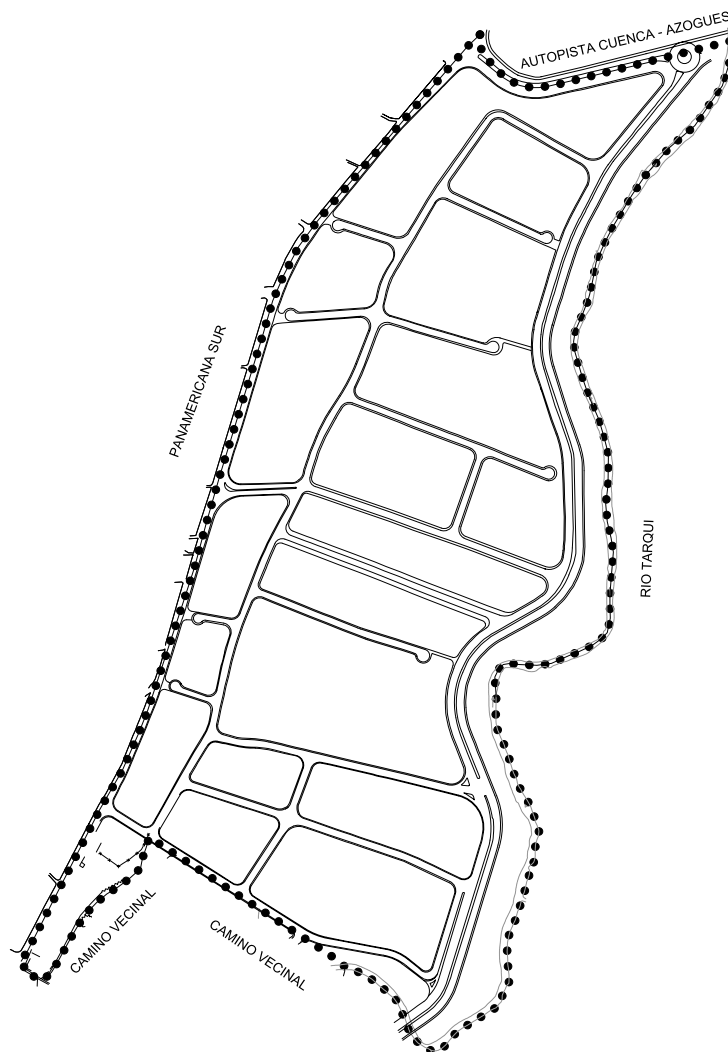 AUTOPISTA CUENCA - AZOGUES
PANAMERICANA SUR
RIO TARQUI
CAMINO VECINAL
CAMINO VECINAL